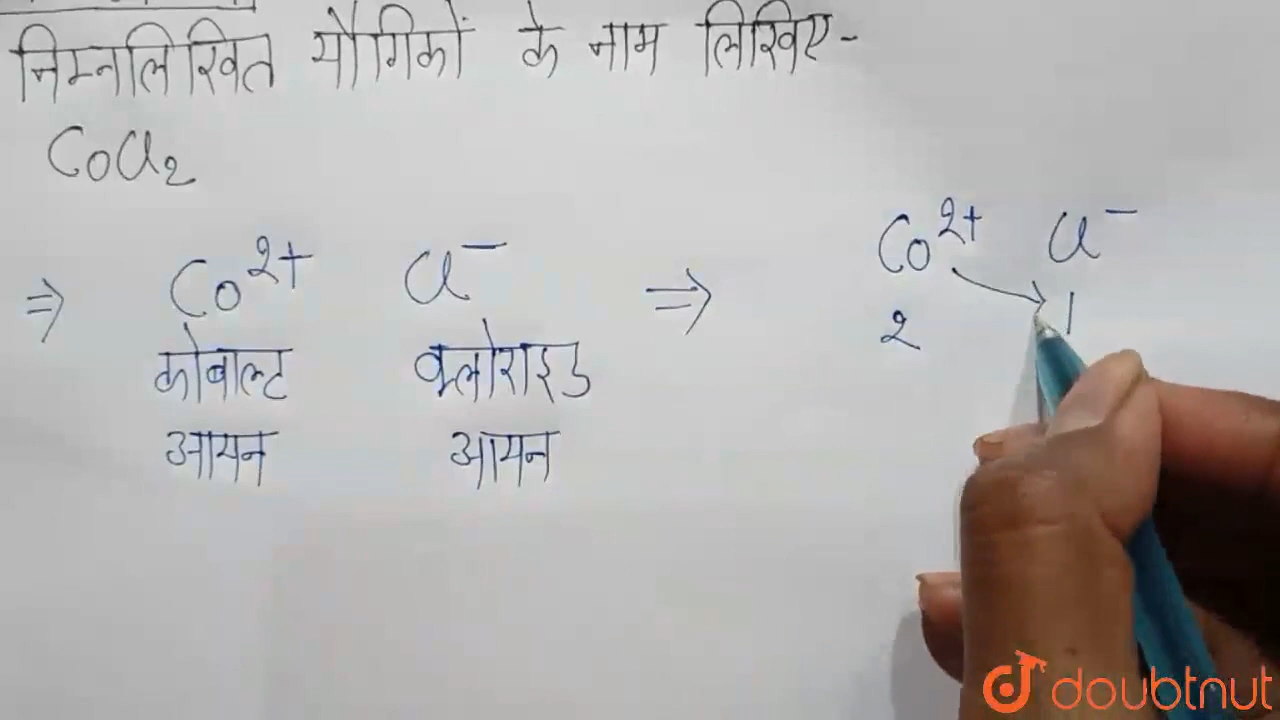 निम्नलिखित यौगिकों के नाम लिखिए-
CoCl₂
⇒ Co²⁺ Cl⁻ ⇒ Co²⁺ Cl⁻
2 1
कोबाल्ट क्लोराइड
आयन आयन
doubtnut